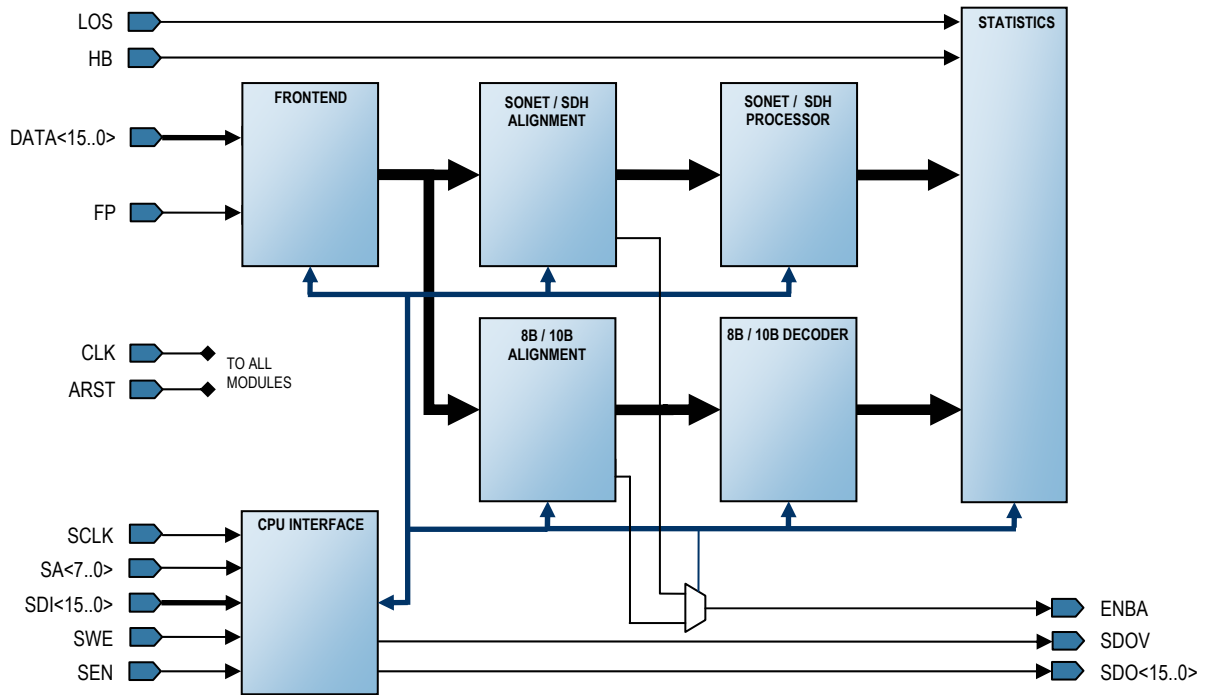 LOS
HB
STATISTICS
FRONTEND
SONET / SDH
ALIGNMENT
SONET / SDH
PROCESSOR
DATA<15..0>
FP
CLK
ARST
TO ALL
MODULES
8B / 10B
ALIGNMENT
8B / 10B DECODER
CPU INTERFACE
SCLK
SA<7..0>
SDI<15..0>
SWE
SEN
ENBA
SDOV
SDO<15..0>